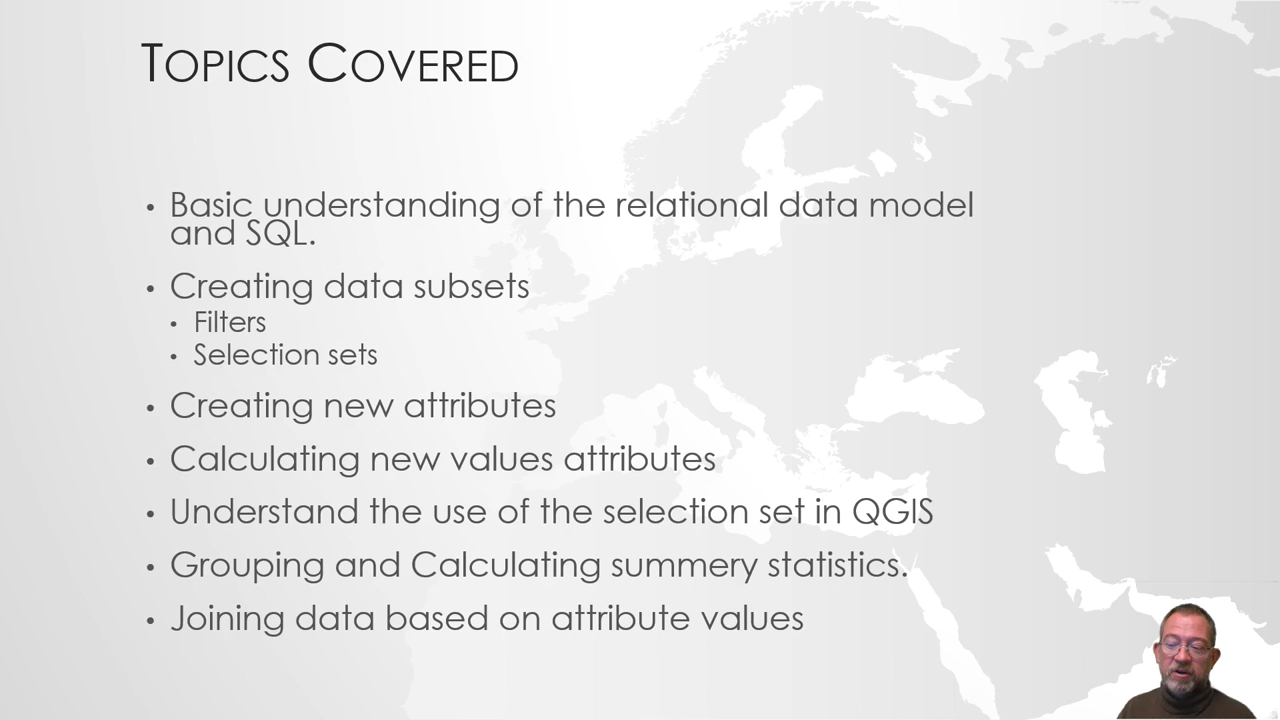 Topics Covered
• Basic understanding of the relational data model
and SQL.
• Creating data subsets
• Filters
• Selection sets
• Creating new attributes
• Calculating new values attributes
• Understand the use of the selection set in QGIS
• Grouping and Calculating summery statistics.
• Joining data based on attribute values